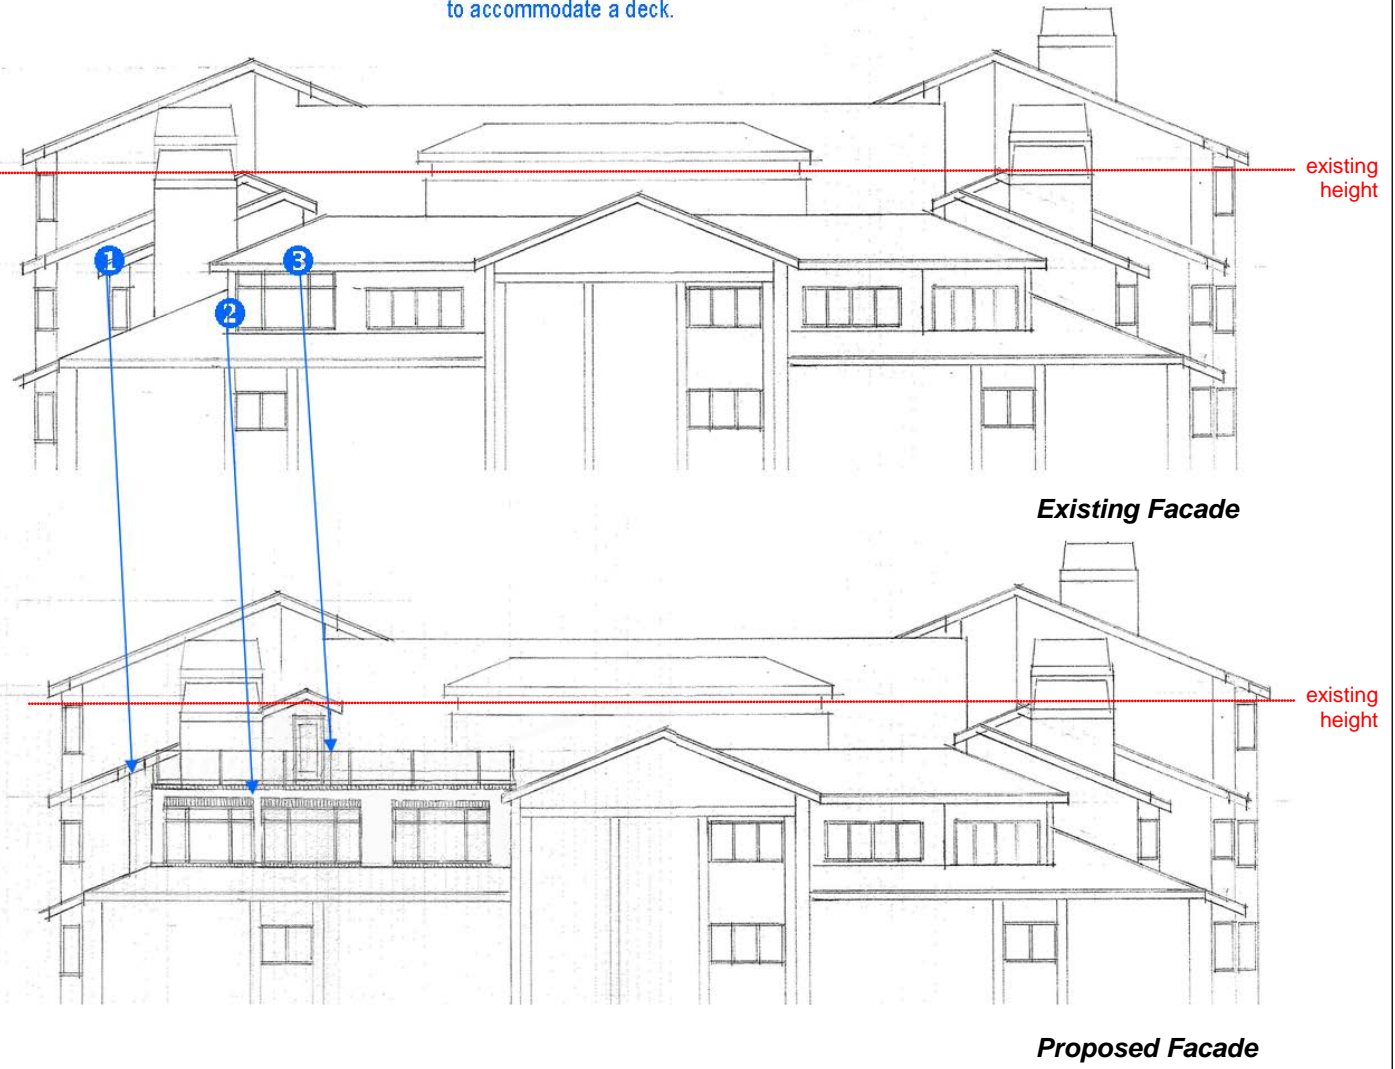 to accommodate a deck.
existing
height
1
3
2
Existing Facade
existing
height
Proposed Facade